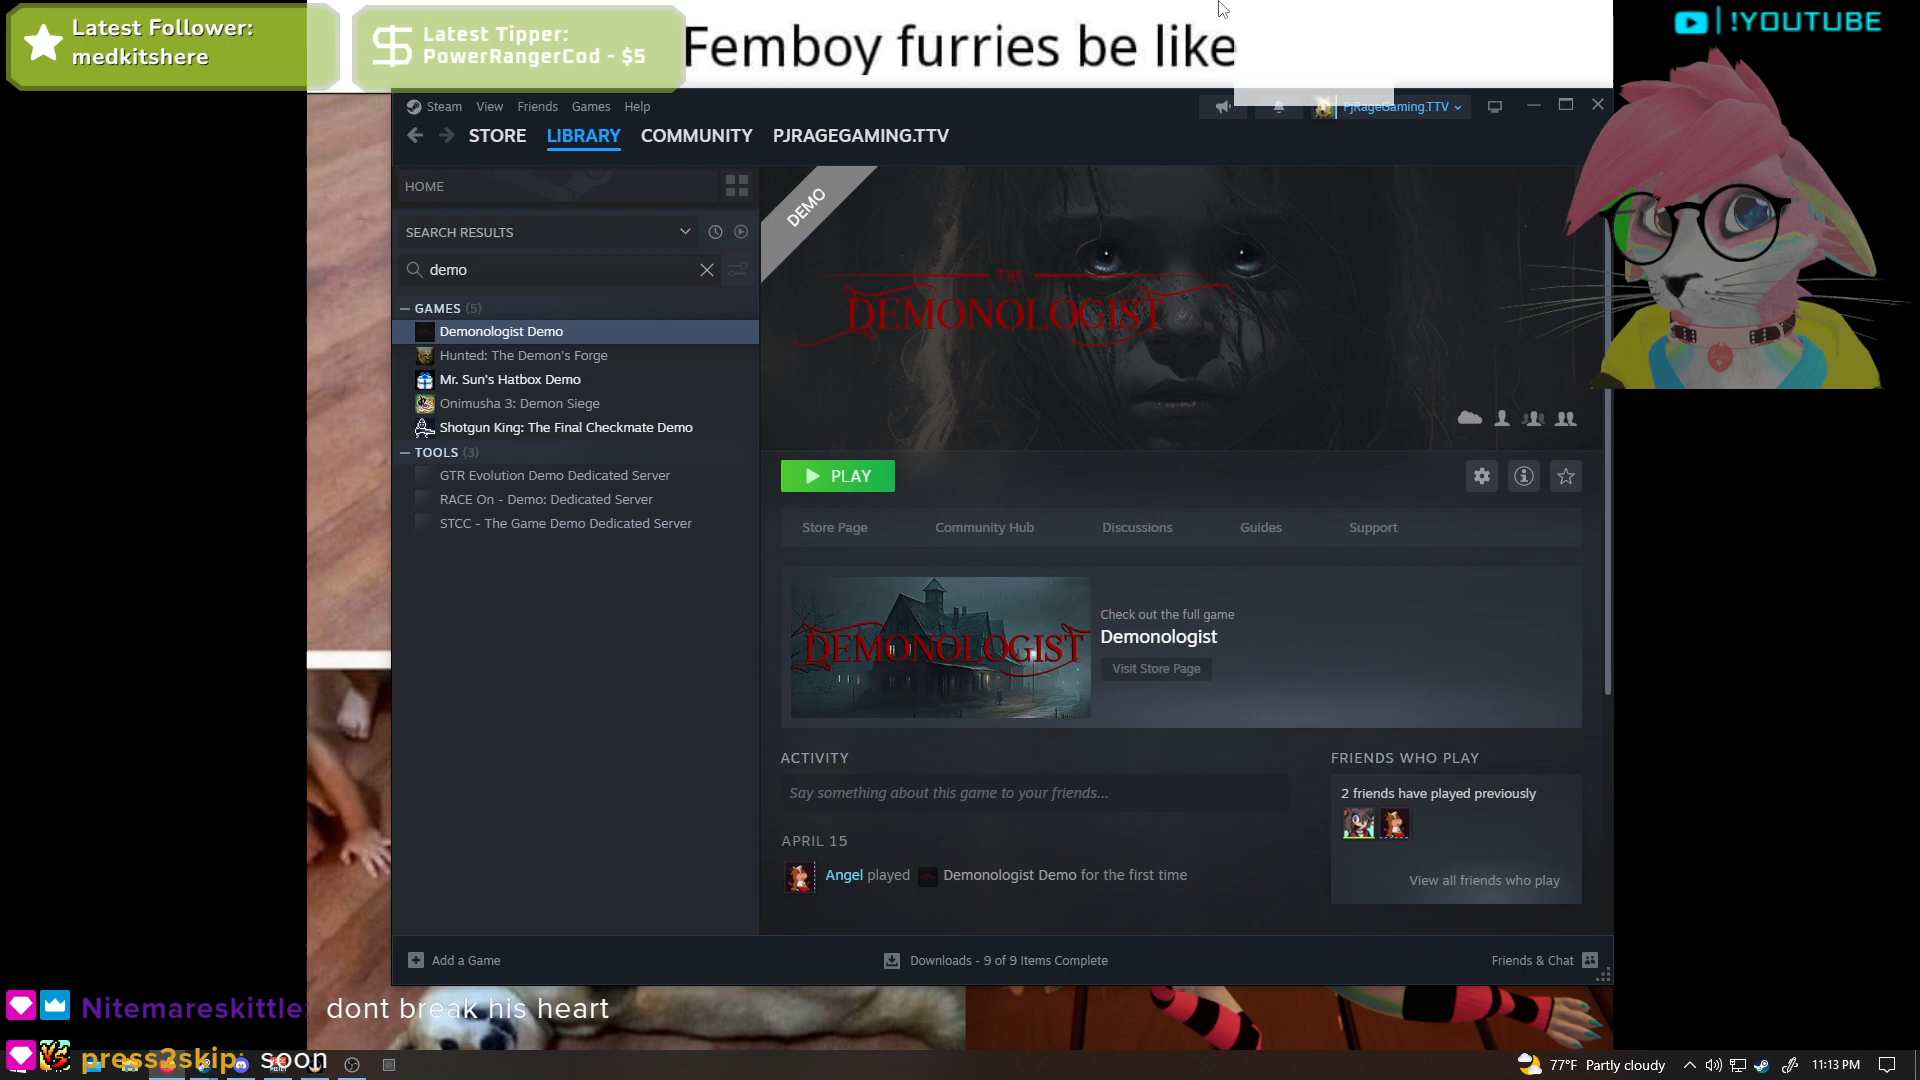 Latest Follower:
medkitshere
Latest Tipper:
PowerRangerCod - $5
Femboy furries be like
!YOUTUBE
Steam View Friends Games Help
PjRageGaming.TTV
STORE LIBRARY COMMUNITY PJRAGEGAMING.TTV
HOME
SEARCH RESULTS
demo
GAMES (5)
Demonologist Demo
Hunted: The Demon's Forge
Mr. Sun's Hatbox Demo
Onimusha 3: Demon Siege
Shotgun King: The Final Checkmate Demo
TOOLS (3)
GTR Evolution Demo Dedicated Server
RACE On - Demo: Dedicated Server
STCC - The Game Demo Dedicated Server
DEMO
THE
DEMONOLOGIST
PLAY
Store Page Community Hub Discussions Guides Support
DEMONOLOGIST
Check out the full game
Demonologist
Visit Store Page
ACTIVITY
Say something about this game to your friends...
APRIL 15
Angel played Demonologist Demo for the first time
FRIENDS WHO PLAY
2 friends have played previously
View all friends who play
Add a Game
Downloads - 9 of 9 Items Complete
Friends & Chat
Nitemareskittle: dont break his heart
press2skip: soon
77°F Partly cloudy
11:13 PM